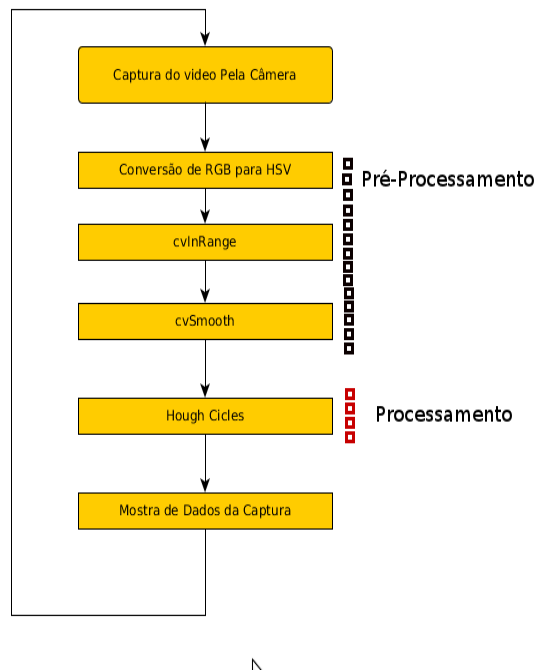 Captura do video Pela Câmera
Conversão de RGB para HSV
Pré-Processamento
cvInRange
cvSmooth
Hough Cicles
Processamento
Mostra de Dados da Captura